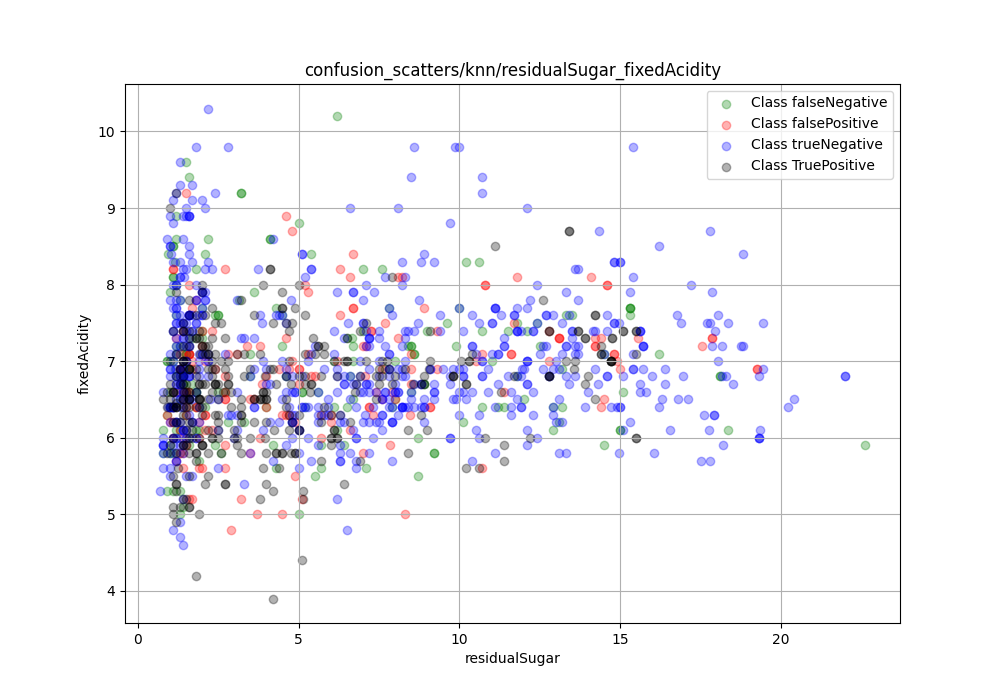 confusion_scatters/knn/residualSugar_fixedAcidity
Class falseNegative
Class falsePositive
Class trueNegative
Class TruePositive
10
9
8
7
6
5
4
fixedAcidity
0
5
10
15
20
residualSugar